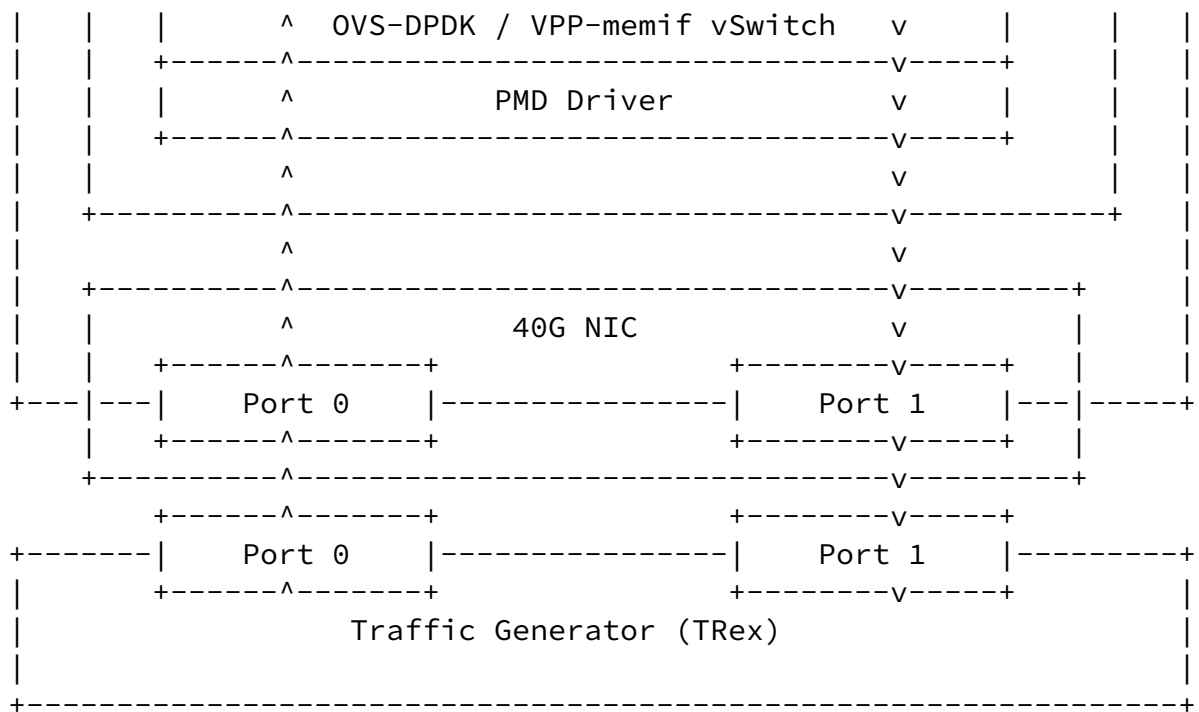 OVS-DPDK / VPP-memif vSwitch
PMD Driver
40G NIC
Port 0 Port 1
Port 0 Port 1
Traffic Generator (TRex)